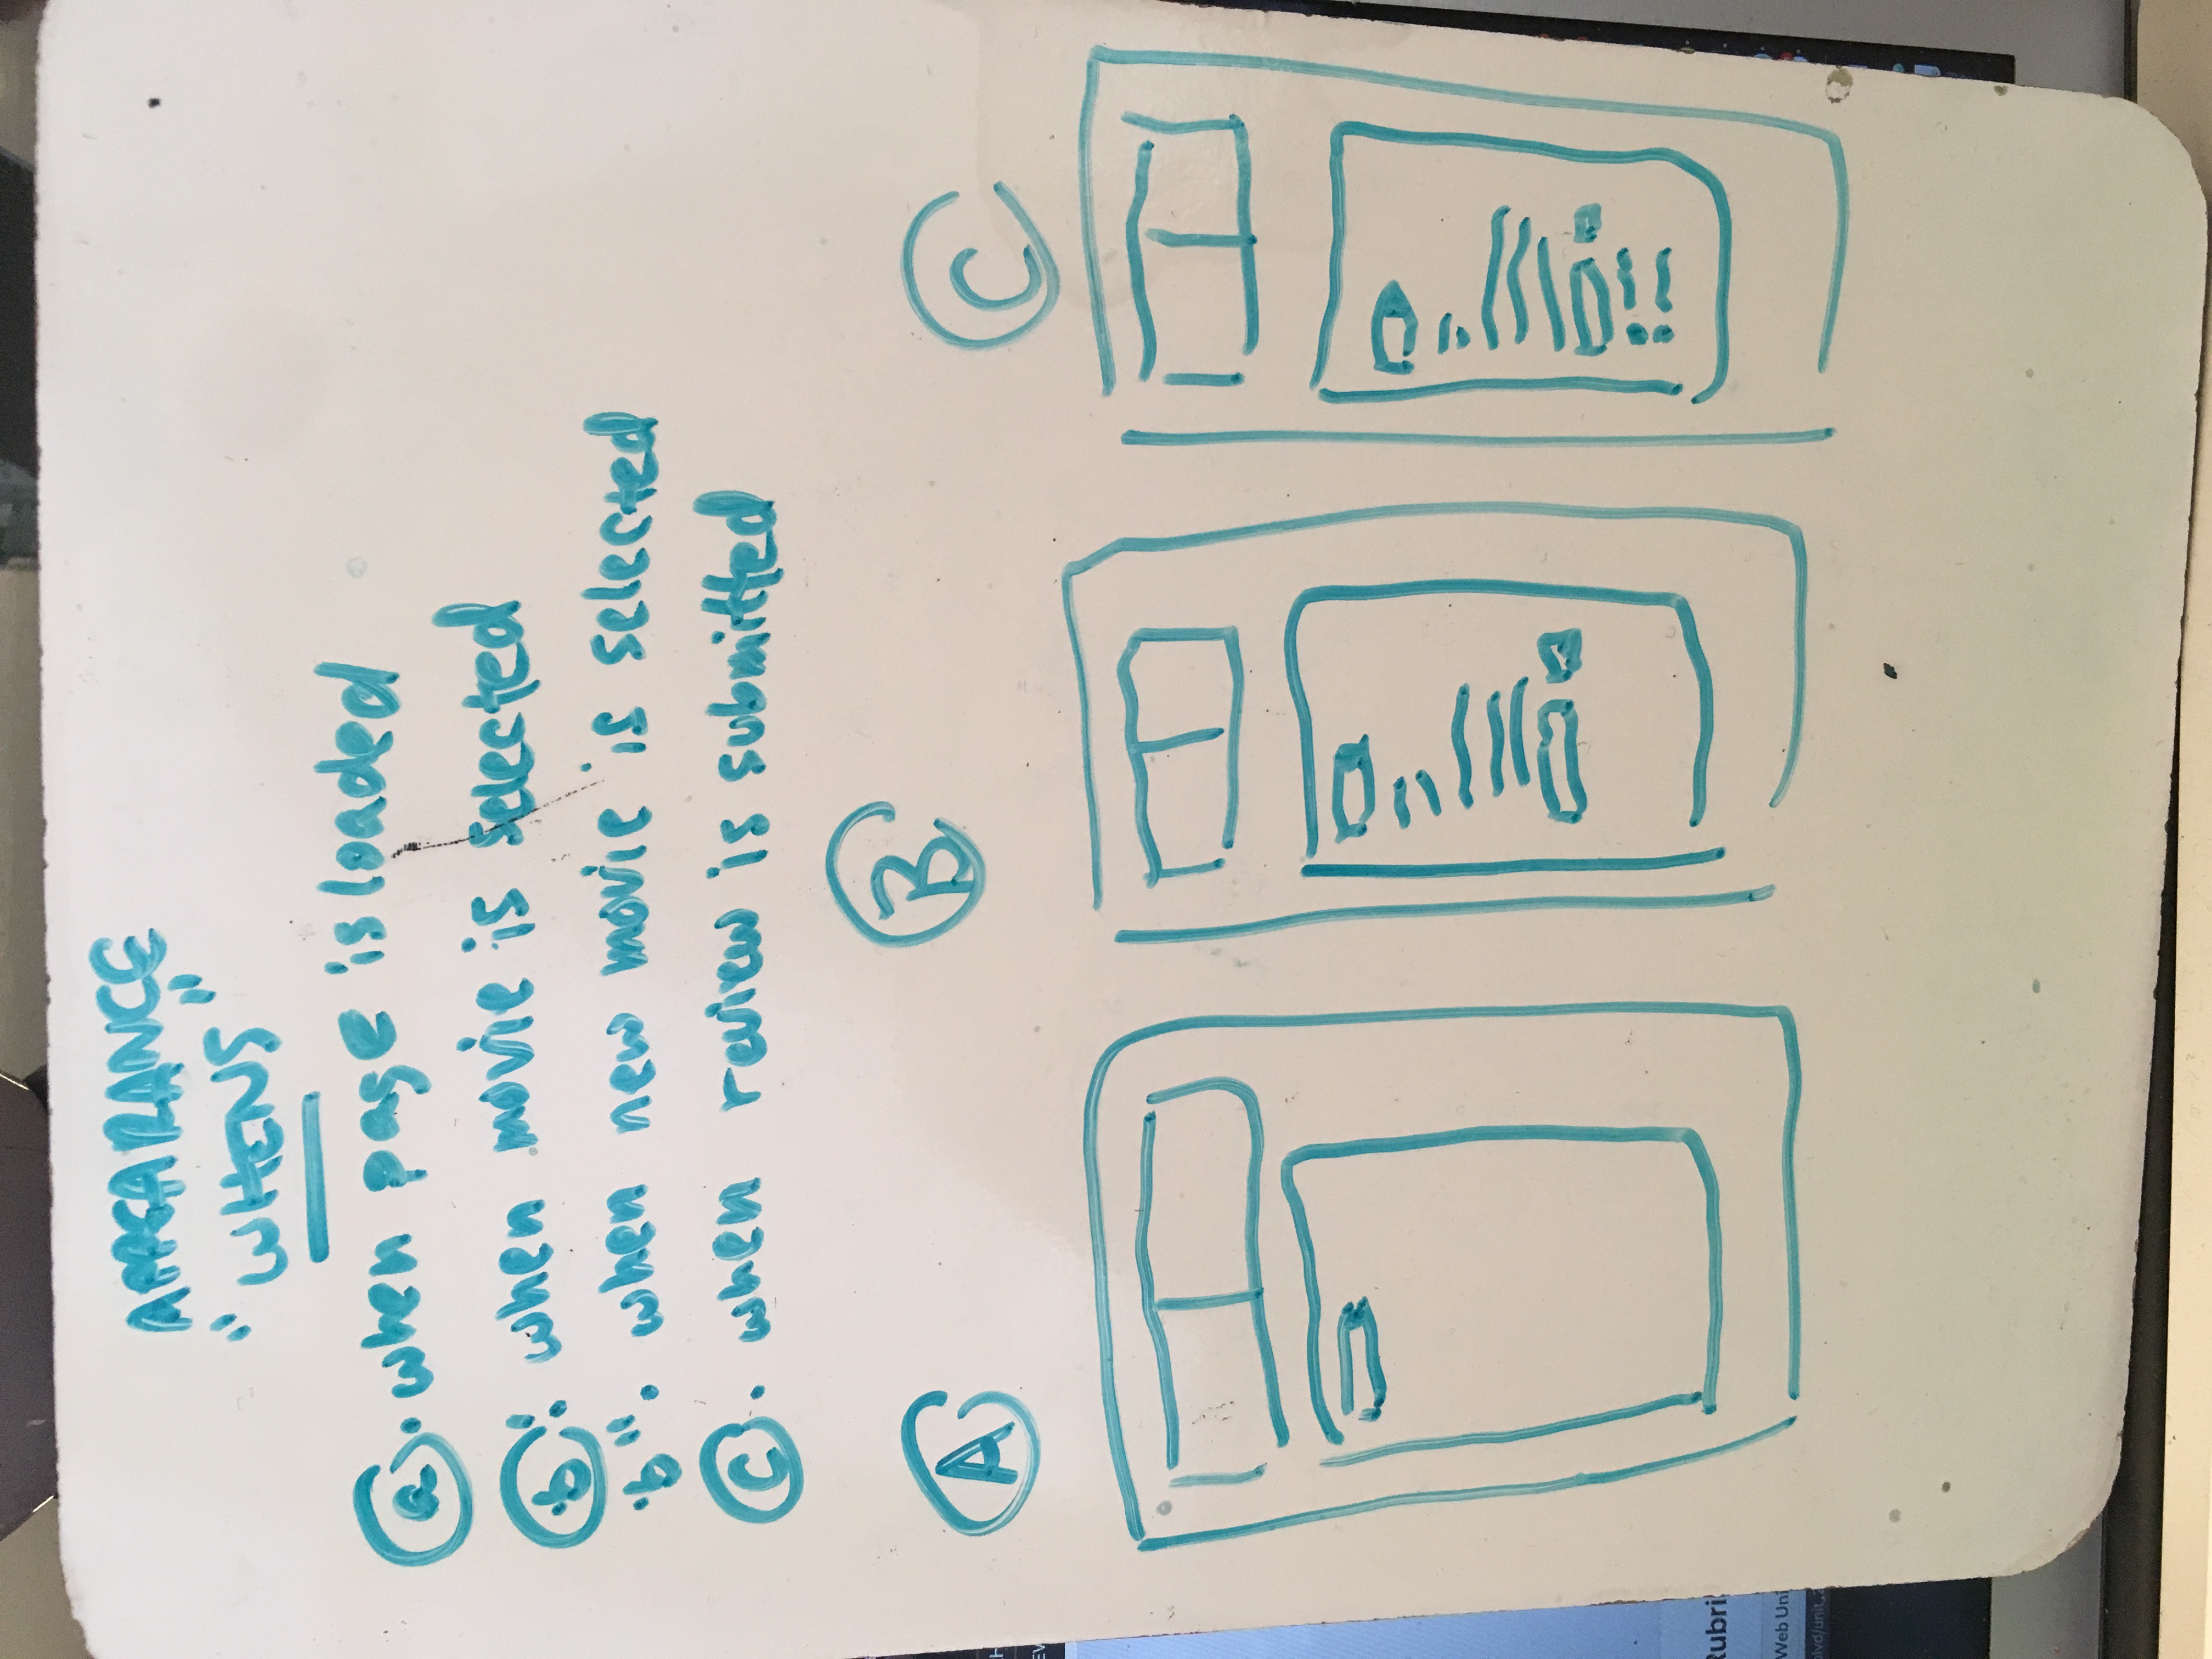 APPEARANCE
"WHENS"
a. when page is loaded
b: when movie is selected
b". when new movie is selected
c. when review is submitted
A
B
C
Rubri
Web Uni